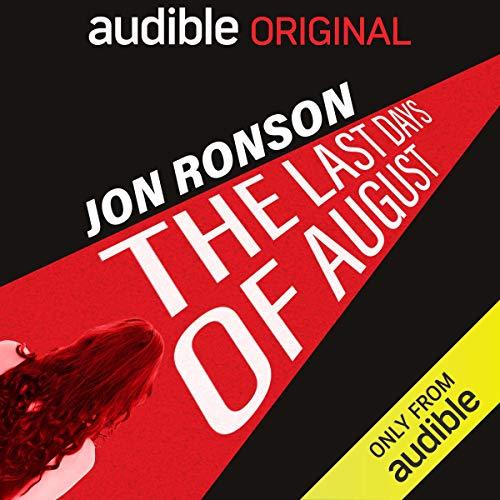 audible ORIGINAL
JON RONSON
THE LAST DAYS
OF AUGUST
ONLY FROM
audible